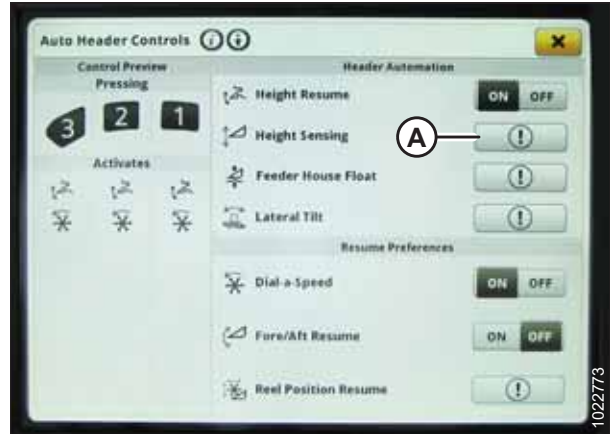 Auto Header Controls
Control Preview
Pressing
3 2 1
Activates
Header Automation
Height Resume ON OFF
Height Sensing A !
Feeder House Float !
Lateral Tilt !
Resume Preferences
Dial-a-Speed ON OFF
Fore/Aft Resume ON OFF
Reel Position Resume !
1022773